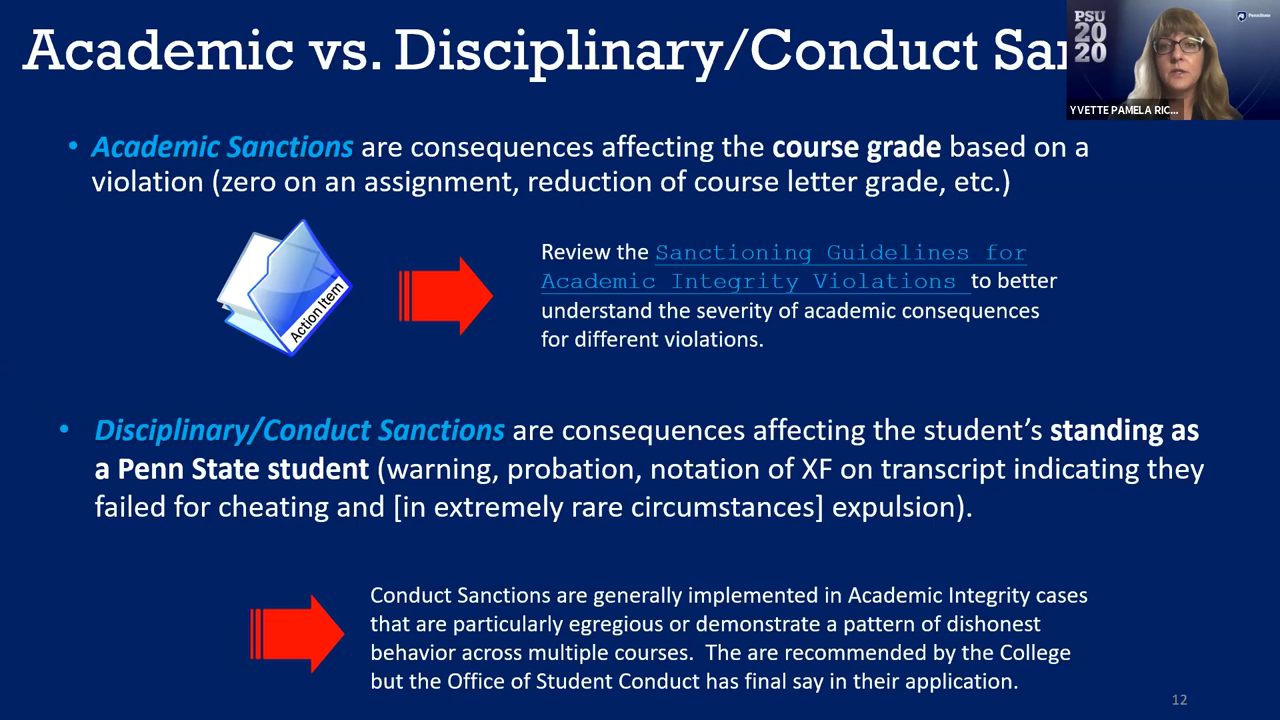 Academic vs. Disciplinary/Conduct San
PSU
20
20
PennState
YVETTE PAMELA RIC...
• Academic Sanctions are consequences affecting the course grade based on a
violation (zero on an assignment, reduction of course letter grade, etc.)
Action Item
Review the Sanctioning Guidelines for
Academic Integrity Violations to better
understand the severity of academic consequences
for different violations.
• Disciplinary/Conduct Sanctions are consequences affecting the student’s standing as
a Penn State student (warning, probation, notation of XF on transcript indicating they
failed for cheating and [in extremely rare circumstances] expulsion).
Conduct Sanctions are generally implemented in Academic Integrity cases
that are particularly egregious or demonstrate a pattern of dishonest
behavior across multiple courses. The are recommended by the College
but the Office of Student Conduct has final say in their application.
12